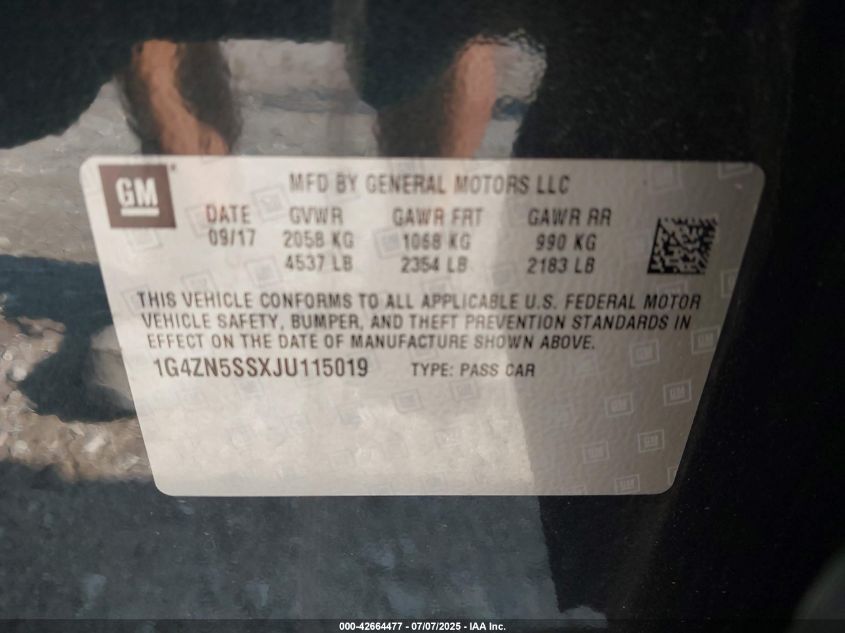 GM
MFD BY GENERAL MOTORS LLC
DATE GVWR GAWR FRT GAWR RR
09/17 2058 KG 1068 KG 990 KG
4537 LB 2354 LB 2183 LB
THIS VEHICLE CONFORMS TO ALL APPLICABLE U.S. FEDERAL MOTOR
VEHICLE SAFETY, BUMPER, AND THEFT PREVENTION STANDARDS IN
EFFECT ON THE DATE OF MANUFACTURE SHOWN ABOVE.
1G4ZN5SSXJU115019 TYPE: PASS CAR
000-42664477 - 07/07/2025 - IAA Inc.